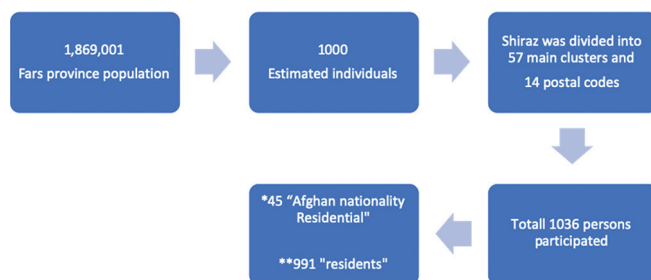 1,869,001
Fars province population
1000
Estimated individuals
Shiraz was divided into
57 main clusters and
14 postal codes
Totall 1036 persons
participated
*45 “Afghan nationality
Residential"
**991 "residents"